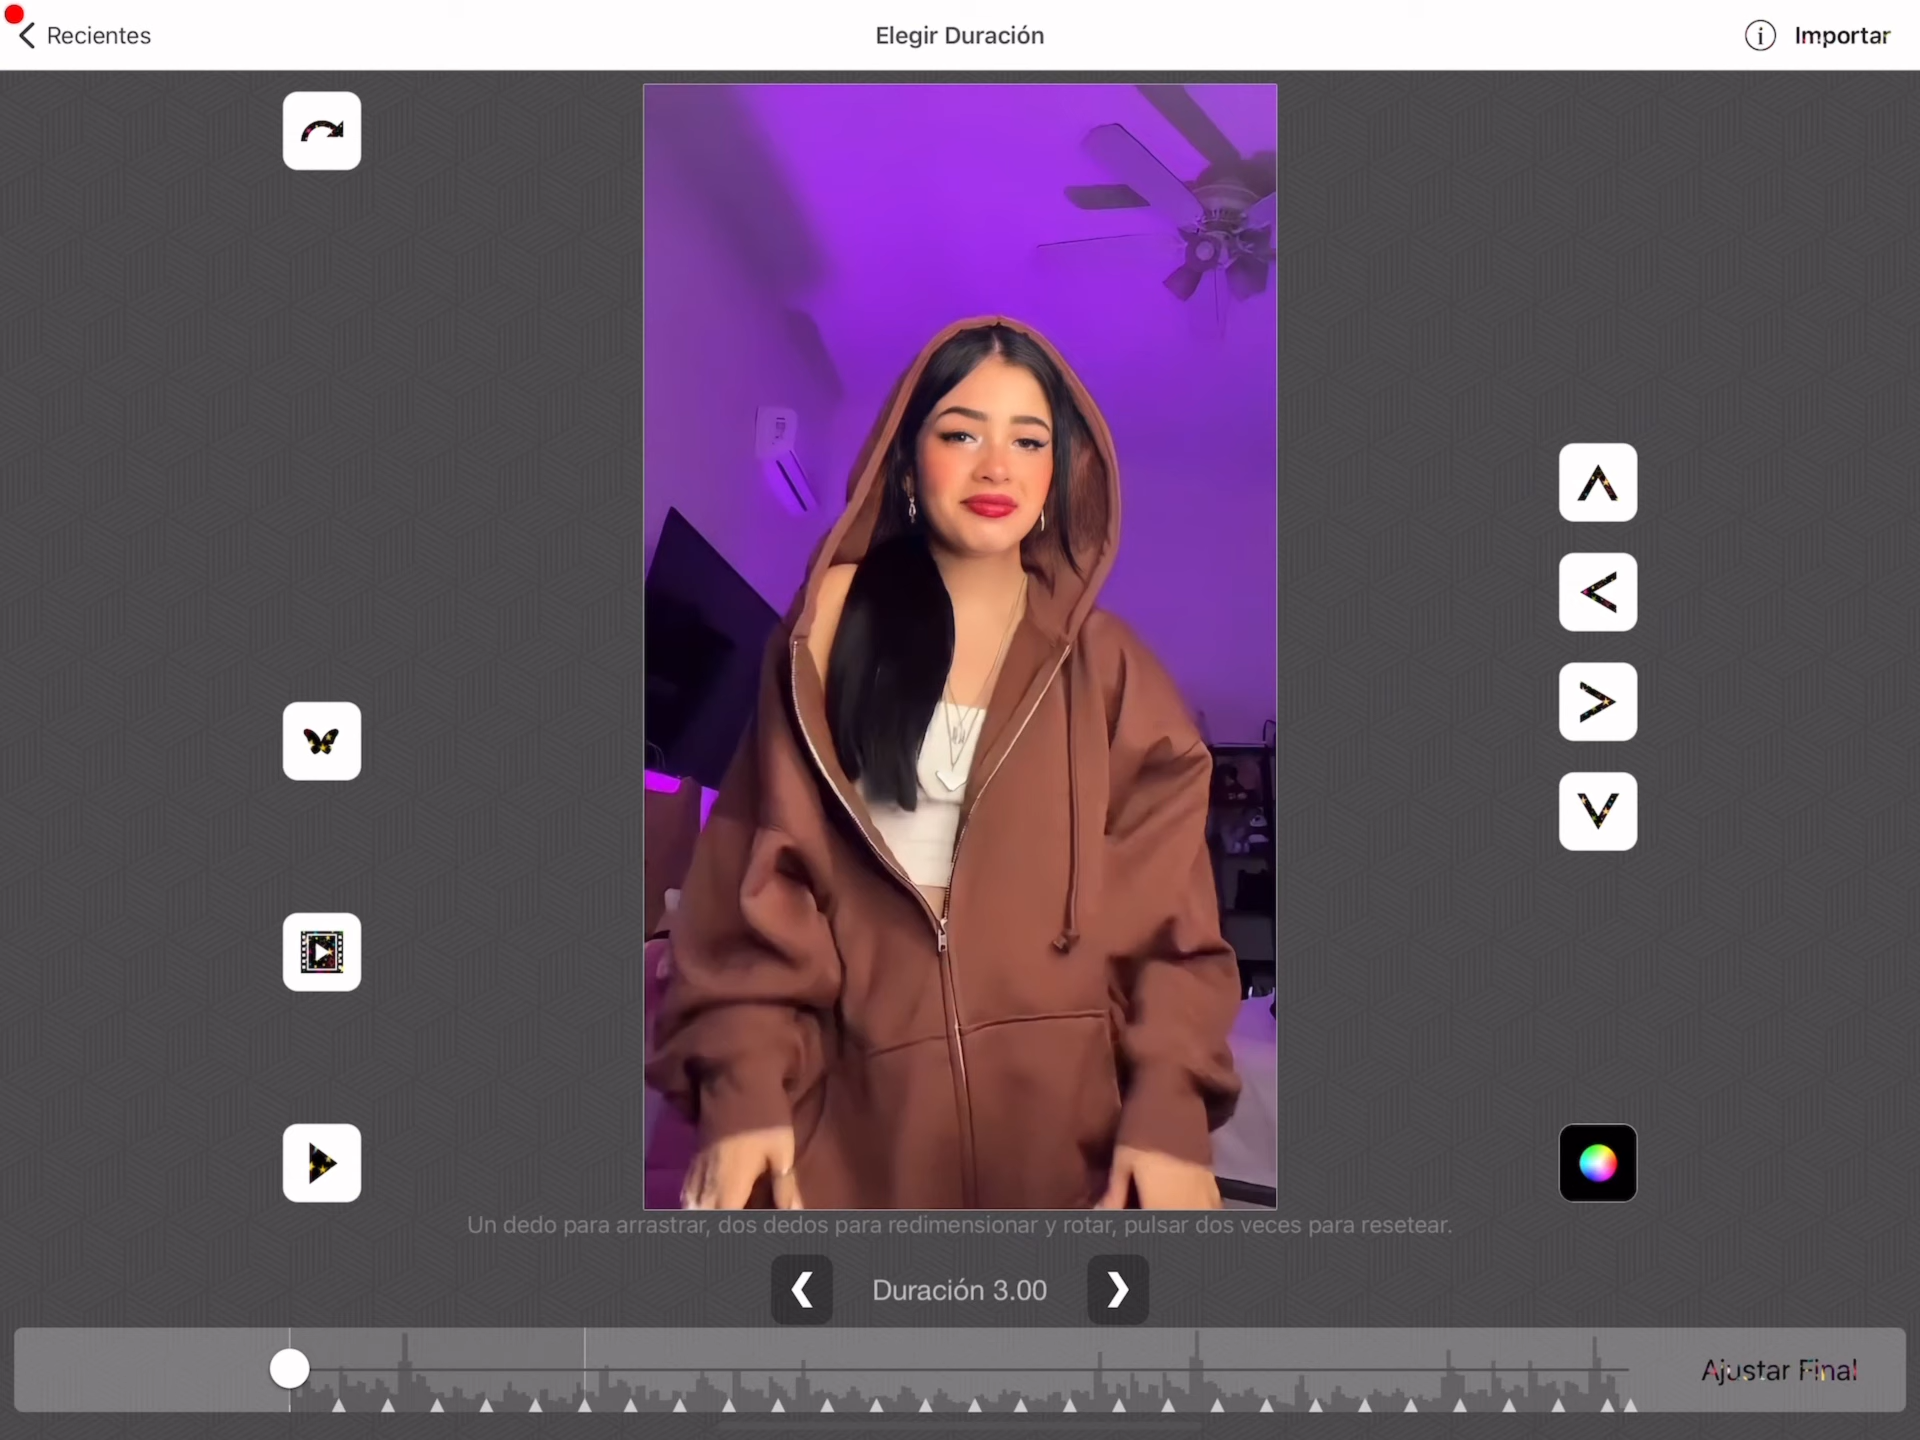 Recientes
Elegir Duración
Importar
Un dedo para arrastrar, dos dedos para redimensionar y rotar, pulsar dos veces para resetear.
Duración 3.00
Ajustar Final